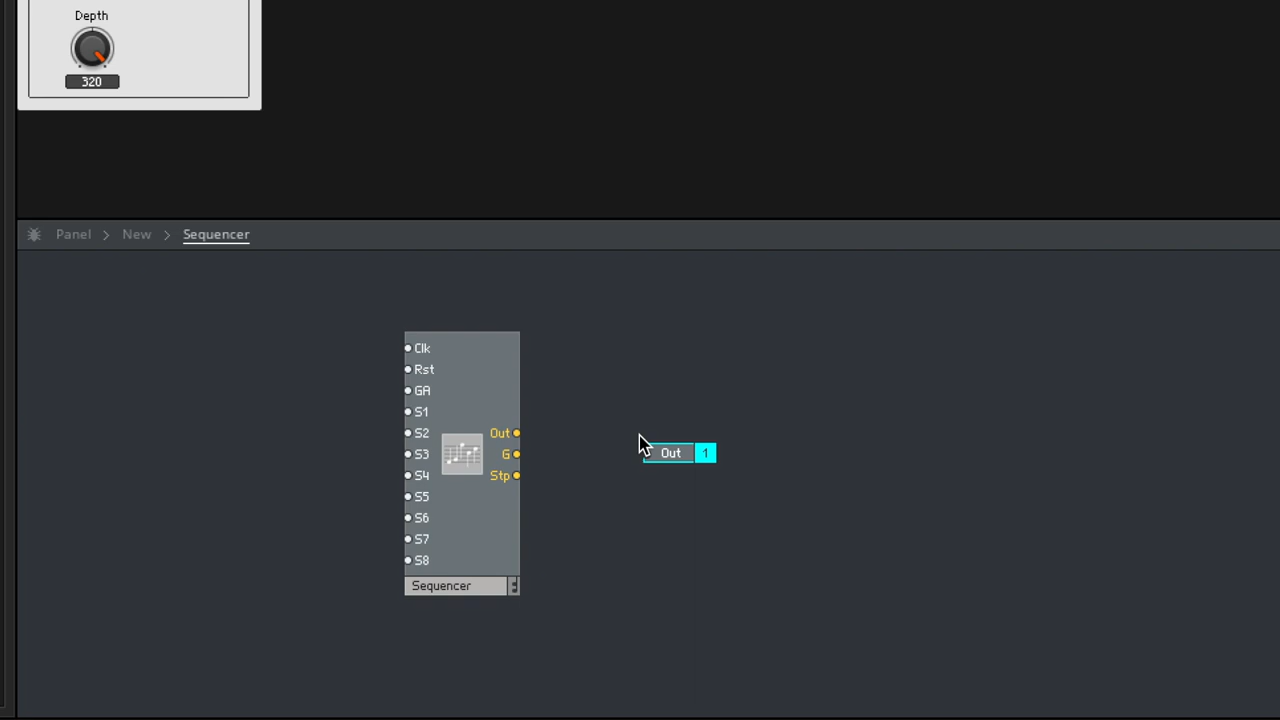 Depth
320
Panel > New > Sequencer
Clk
Rst
GA
S1
S2 Out
S3 G
S4 Stp
S5
S6
S7
S8
Sequencer
Out 1